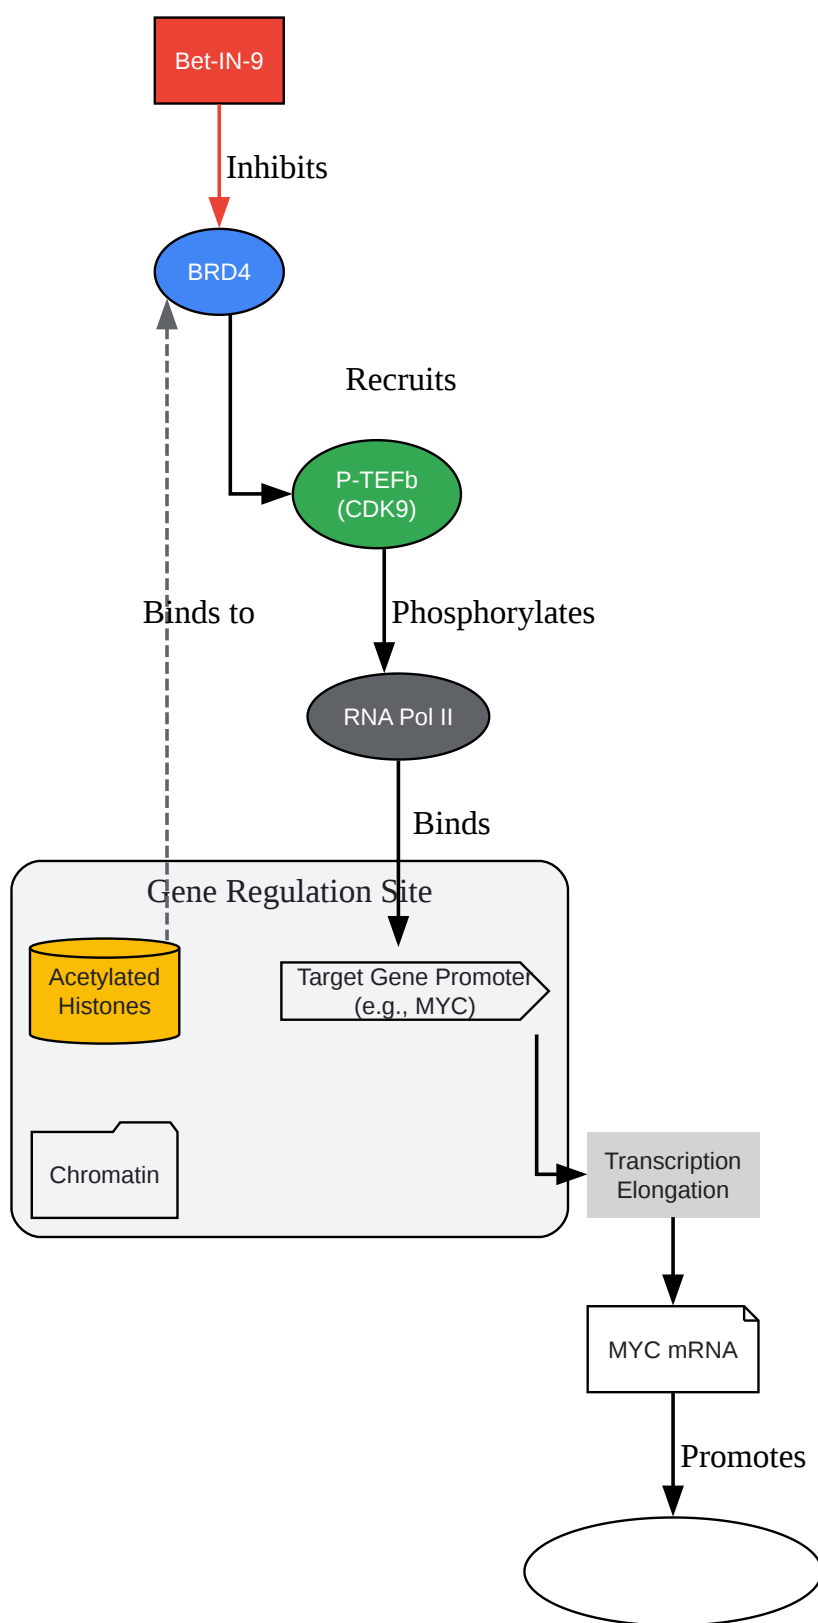 Bet-IN-9
Inhibits
BRD4
Recruits
P-TEFb
(CDK9)
Binds to
Phosphorylates
RNA Pol II
Binds
Gene Regulation Site
Acetylated
Histones
Target Gene Promoter
(e.g., MYC)
Chromatin
Transcription
Elongation
MYC mRNA
Promotes